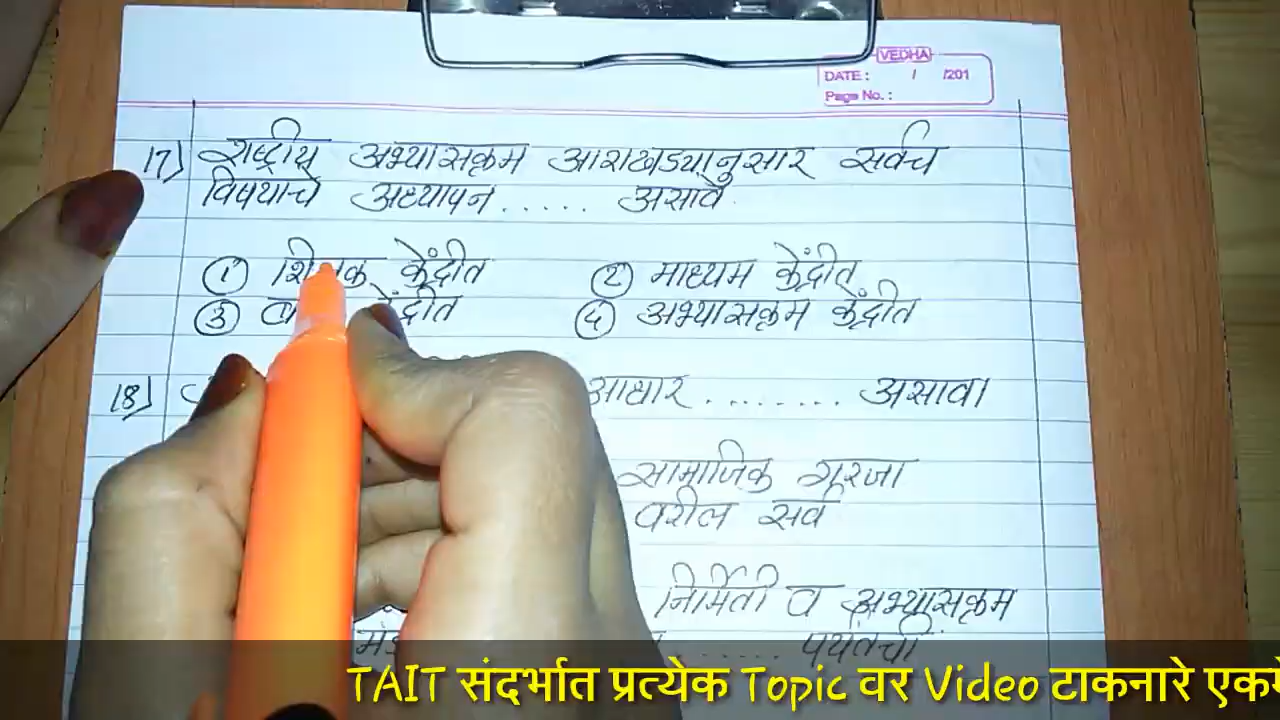 VEDHA
DATE : / /201
Page No. :
17) राष्ट्रीय अभ्यासक्रम आराखड्यानुसार सर्वच
विषयाचे अध्यापन ..... असावे.
① केंद्रीत ② माध्यम केंद्रीत
③ ④ अभ्यासक्रम केंद्रीत
18) आधार ......... असावा
सामाजिक गरजा
वरील सर्व
निर्मिती व अभ्यासक्रम
पर्यंतची
TAIT संदर्भात प्रत्येक Topic वर Video टाकनारे